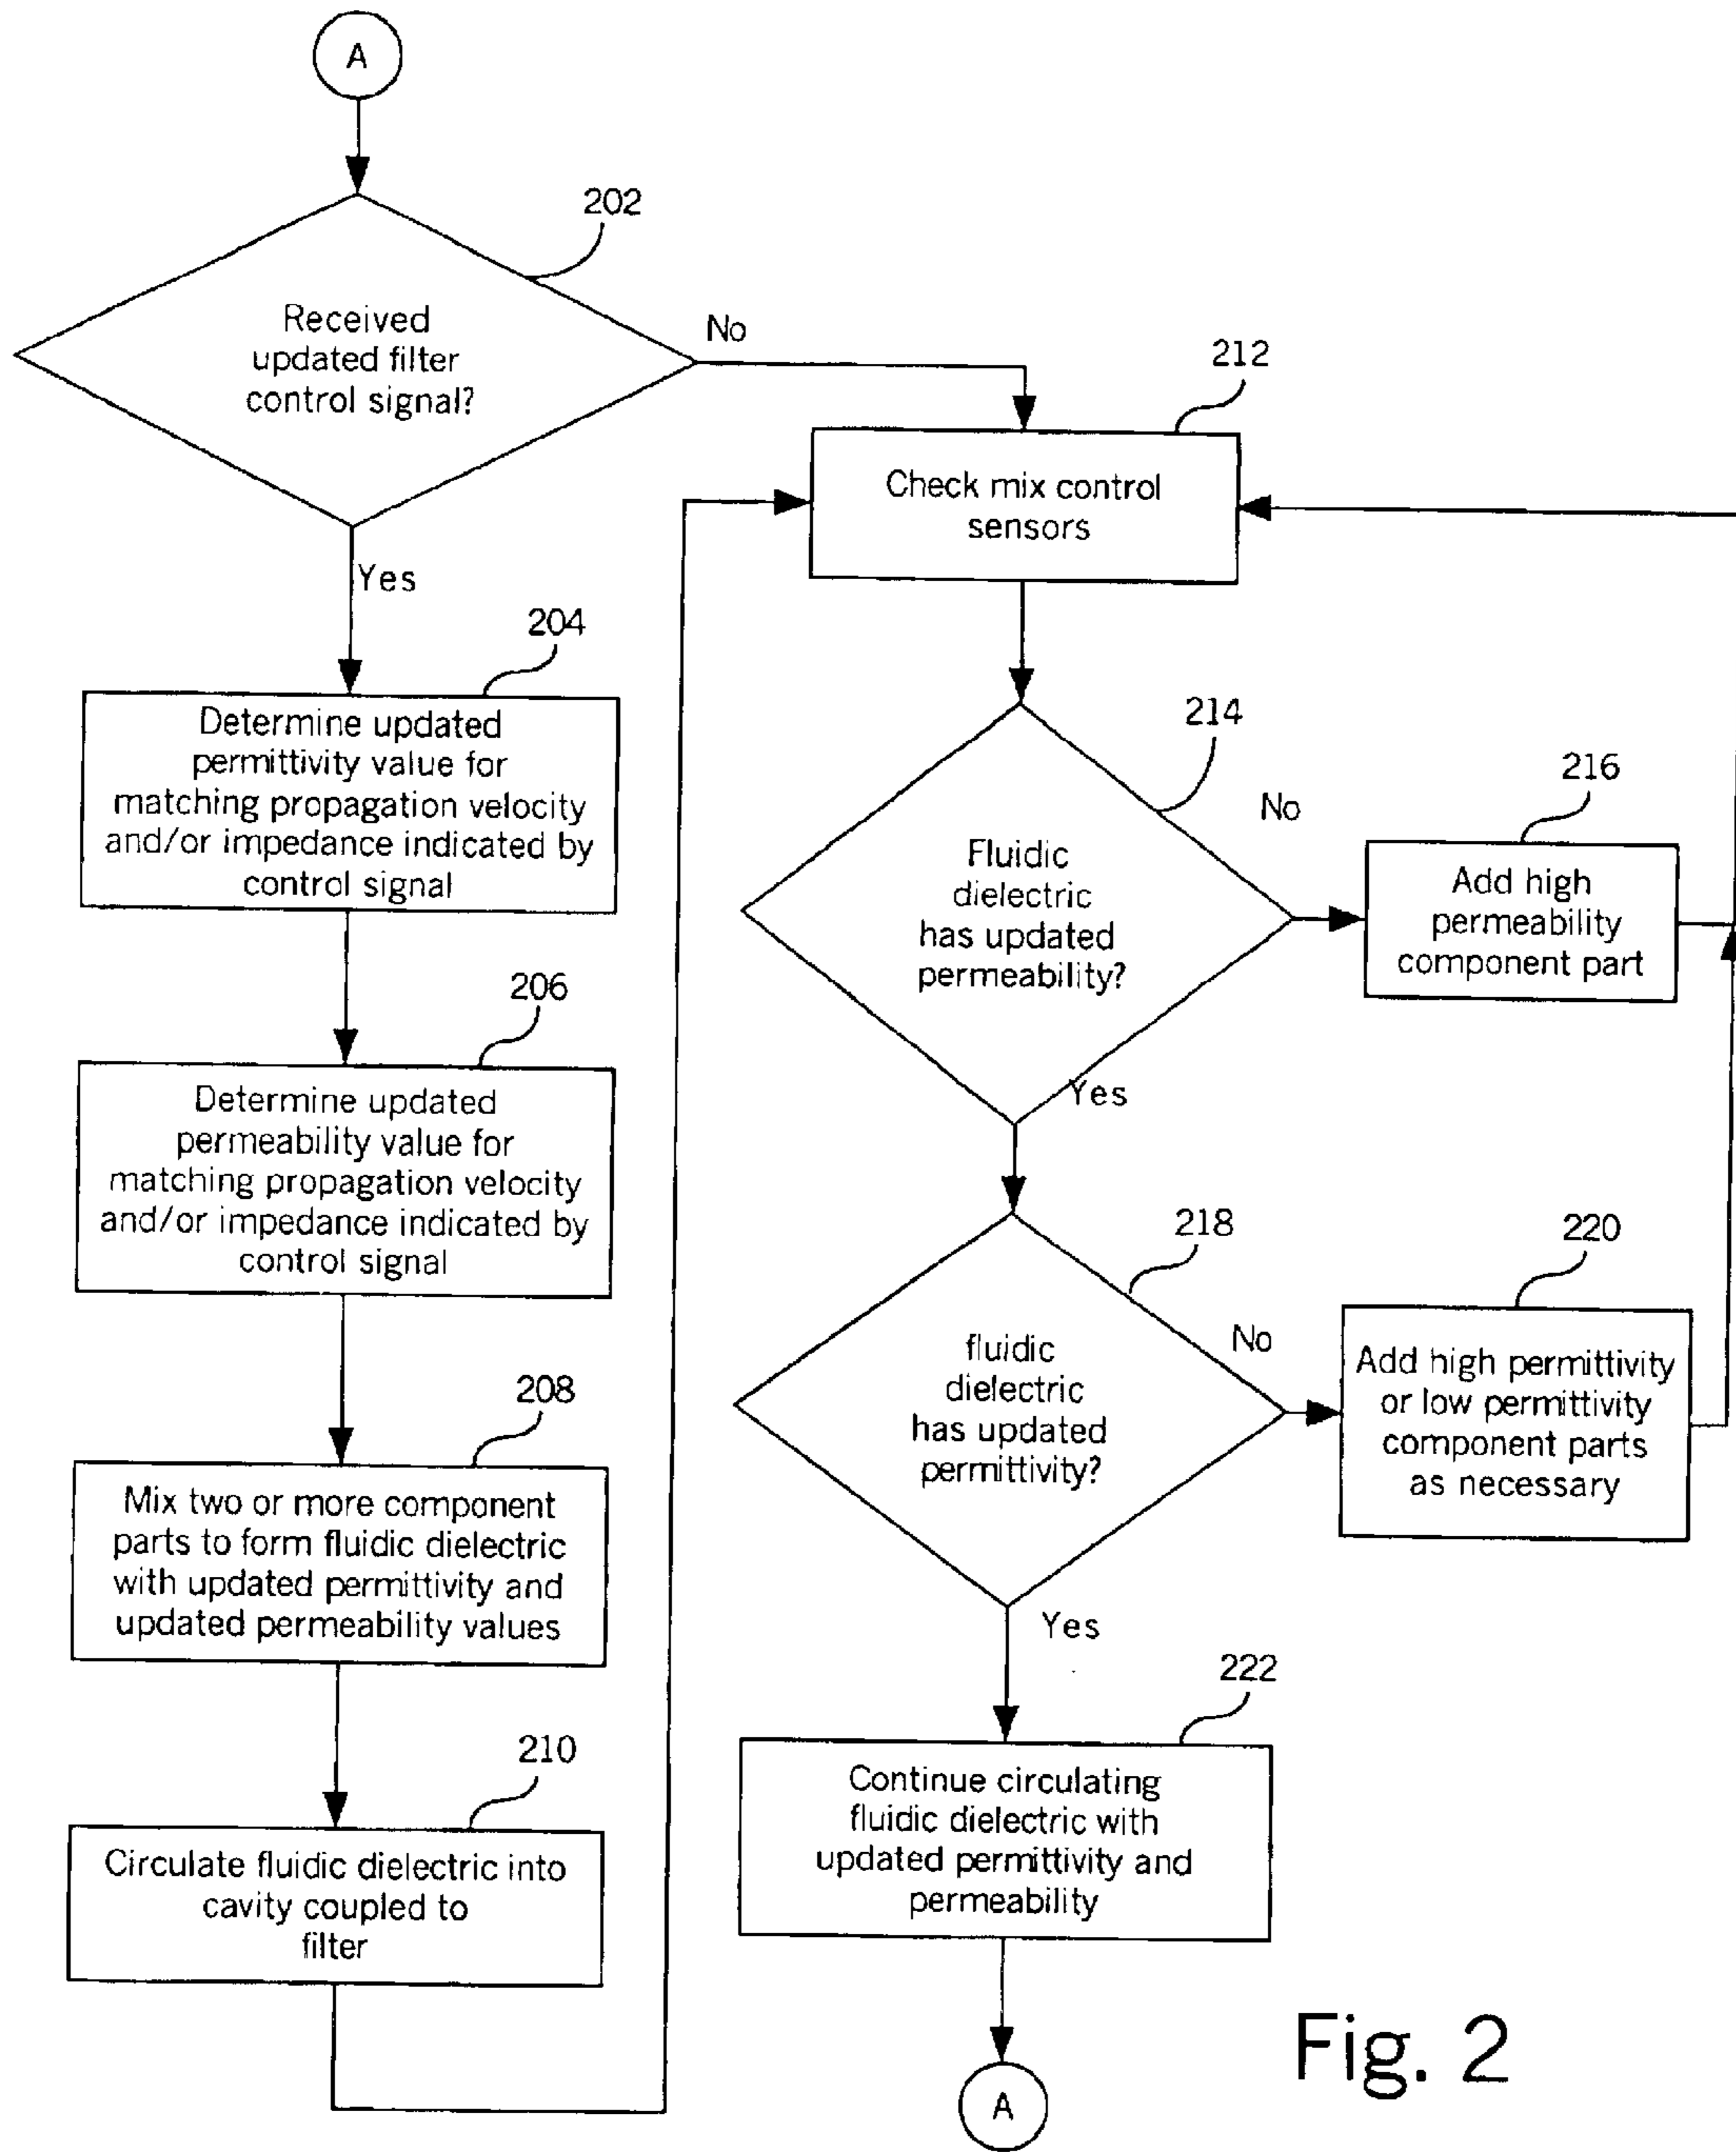 A
202
Received
updated filter
control signal?
No
Yes
204
Determine updated
permittivity value for
matching propagation velocity
and/or impedance indicated by
control signal
206
Determine updated
permeability value for
matching propagation velocity
and/or impedance indicated by
control signal
208
Mix two or more component
parts to form fluidic dielectric
with updated permittivity and
updated permeability values
210
Circulate fluidic dielectric into
cavity coupled to
filter
212
Check mix control
sensors
214
Fluidic
dielectric
has updated
permeability?
No
Yes
216
Add high
permeability
component part
218
fluidic
dielectric
has updated
permittivity?
No
Yes
220
Add high permittivity
or low permittivity
component parts
as necessary
222
Continue circulating
fluidic dielectric with
updated permittivity and
permeability
A
Fig. 2